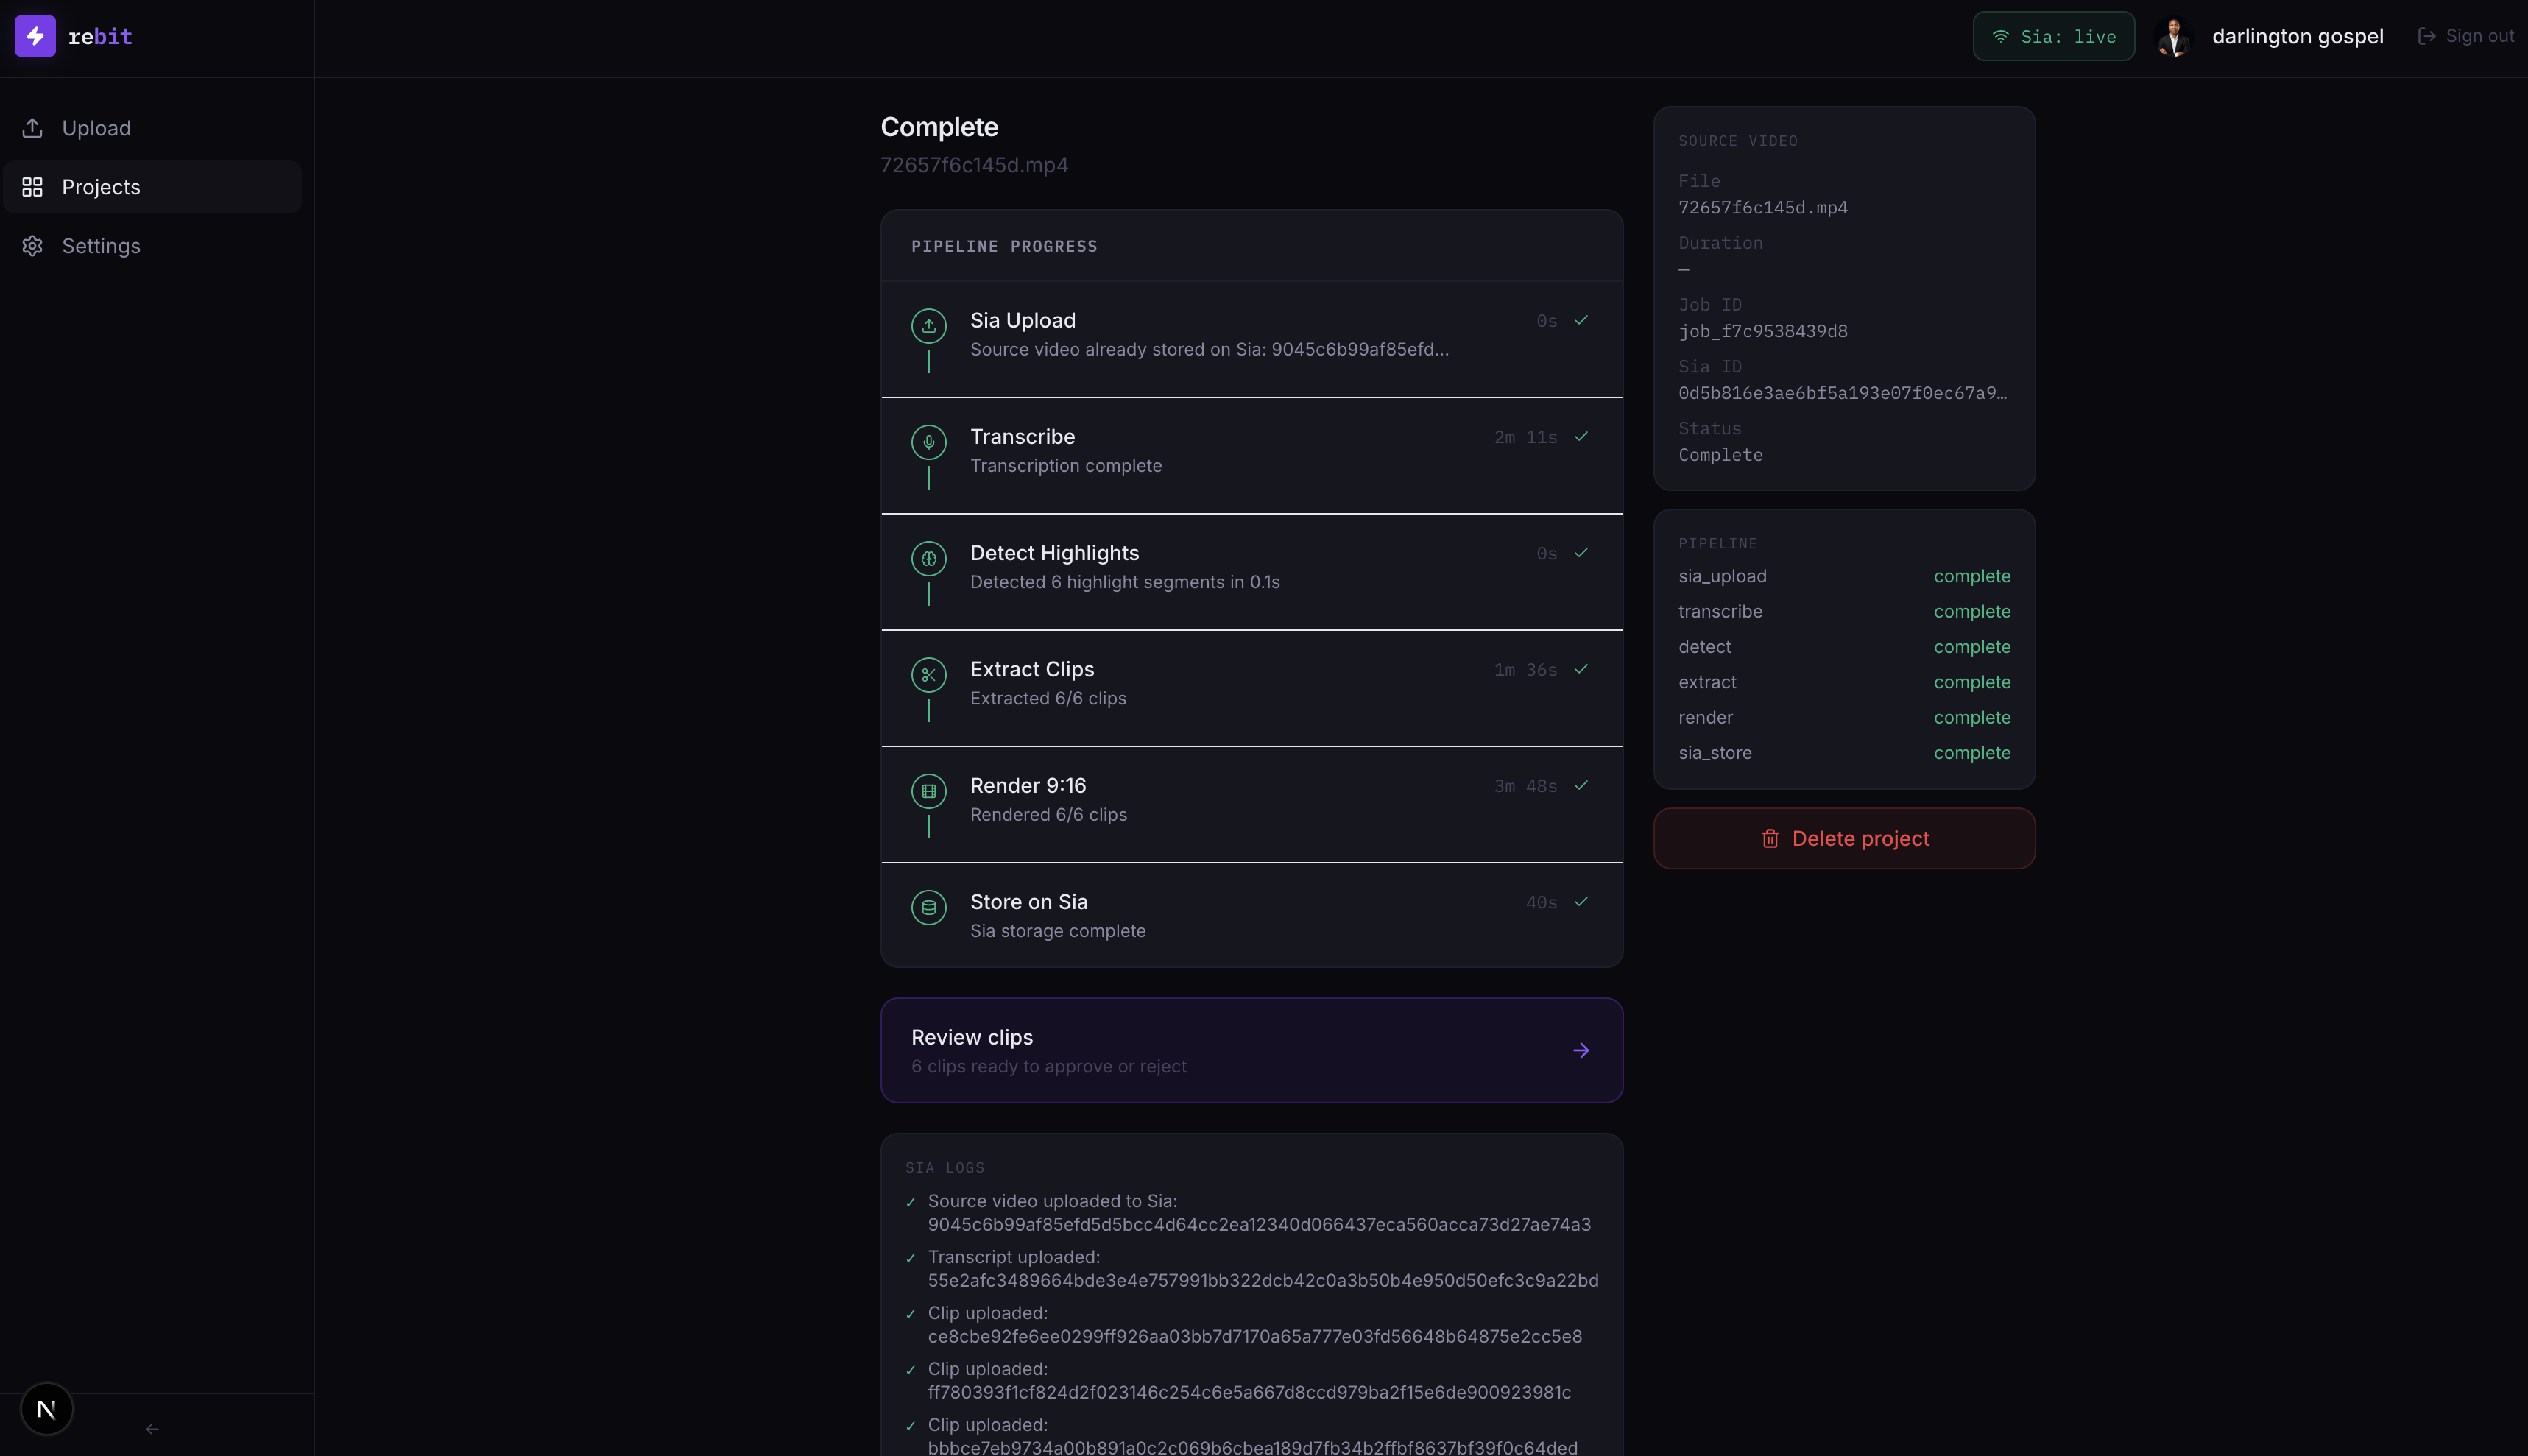 rebit
Sia: live
darlington gospel
Sign out
Upload
Projects
Settings
Complete
72657f6c145d.mp4
PIPELINE PROGRESS
Sia Upload
0s
Source video already stored on Sia: 9045c6b99af85efd...
Transcribe
2m 11s
Transcription complete
Detect Highlights
0s
Detected 6 highlight segments in 0.1s
Extract Clips
1m 36s
Extracted 6/6 clips
Render 9:16
3m 48s
Rendered 6/6 clips
Store on Sia
40s
Sia storage complete
Review clips
6 clips ready to approve or reject
SIA LOGS
✓ Source video uploaded to Sia:
9045c6b99af85efd5d5bcc4d64cc2ea12340d066437eca560acca73d27ae74a3
✓ Transcript uploaded:
55e2afc3489664bde3e4e757991bb322dcb42c0a3b50b4e950d50efc3c9a22bd
✓ Clip uploaded:
ce8cbe92fe6ee0299ff926aa03bb7d7170a65a777e03fd56648b64875e2cc5e8
✓ Clip uploaded:
ff780393f1cf824d2f023146c254c6e5a667d8ccd979ba2f15e6de900923981c
✓ Clip uploaded:
bbbce7eb9734a00b891a0c2c069b6cbea189d7fb34b2ffbf8637bf39f0c64ded
SOURCE VIDEO
File
72657f6c145d.mp4
Duration
—
Job ID
job_f7c9538439d8
Sia ID
0d5b816e3ae6bf5a193e07f0ec67a9…
Status
Complete
PIPELINE
sia_upload complete
transcribe complete
detect complete
extract complete
render complete
sia_store complete
Delete project
N